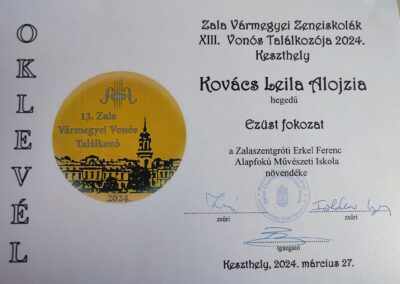 OKLEVÉL
Zala Vármegyei Zeneiskolák
XIII. Vonós Találkozója 2024.
Keszthely
Kovács Leila Alojzia
hegedű
Ezüst fokozat
a Zalaszentgróti Erkel Ferenc
Alapfokú Művészeti Iskola
növendéke
zsűri
zsűri
igazgató
Keszthely, 2024. március 27.
13. Zala
Vármegyei Vonós
Találkozó
2024.